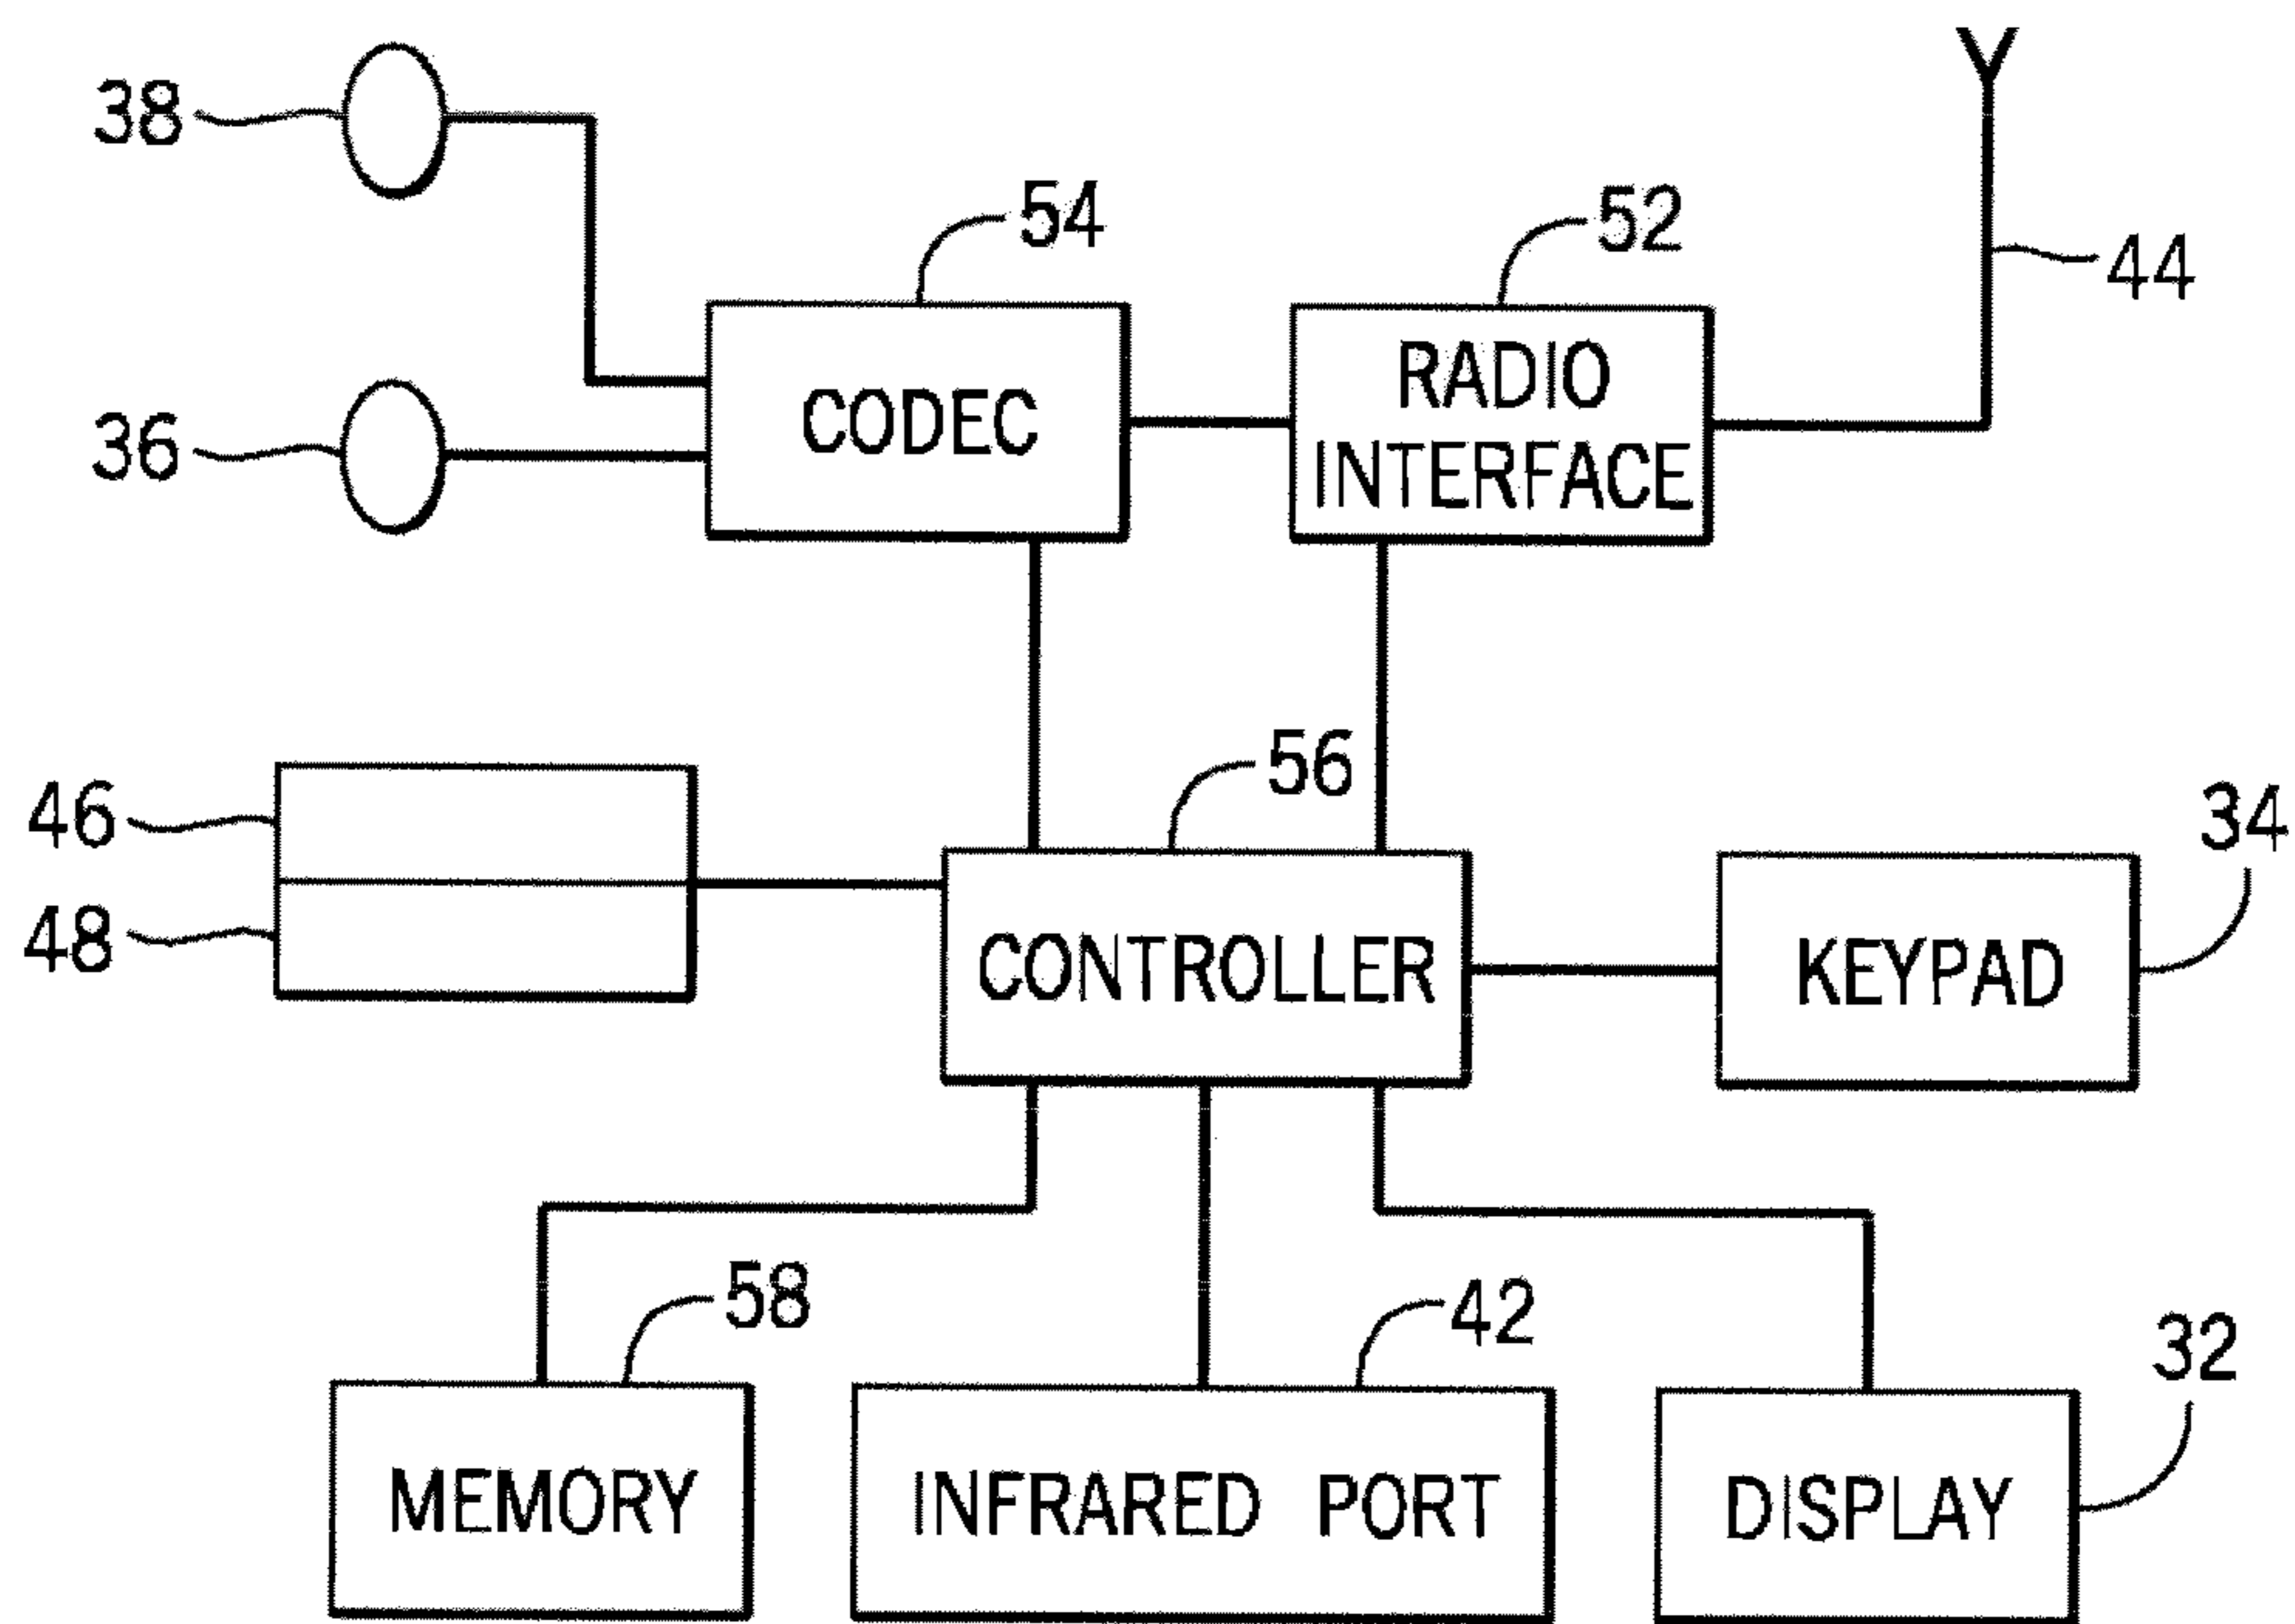 38
54
52
44
CODEC
RADIO
INTERFACE
36
46
48
56
34
CONTROLLER
KEYPAD
58
42
32
MEMORY
INFRARED PORT
DISPLAY